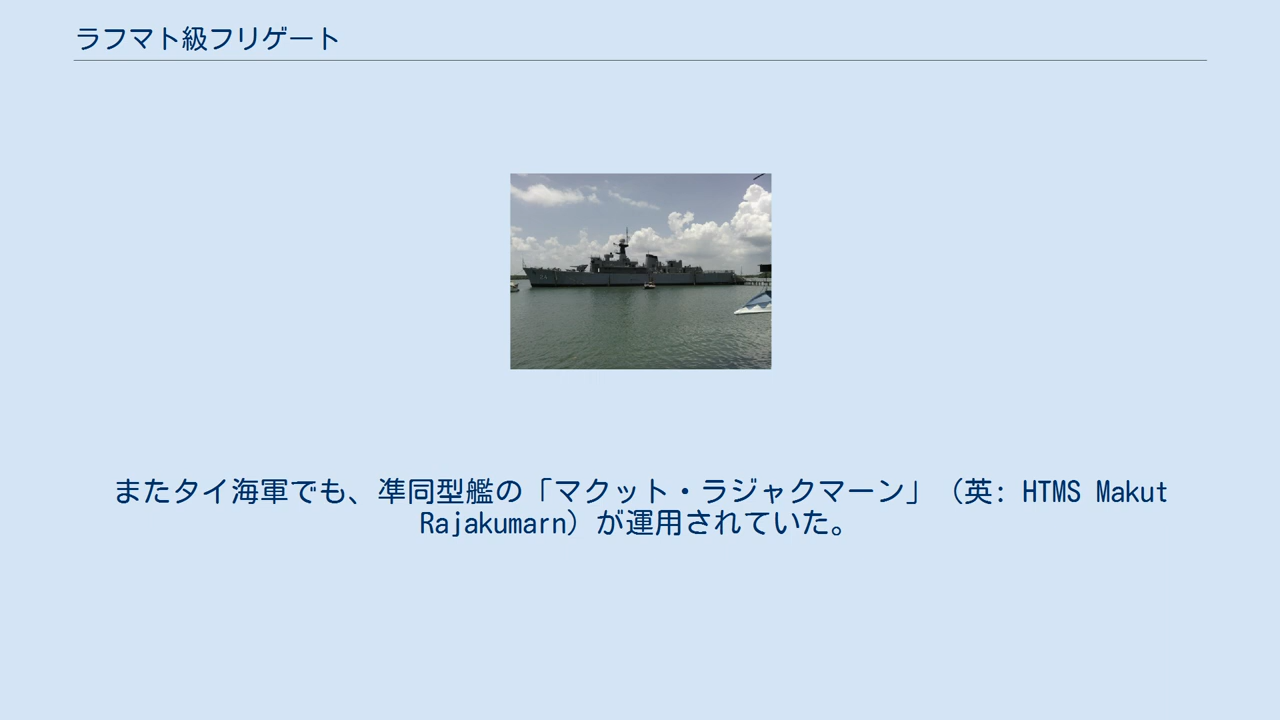 ラフマト級フリゲート
またタイ海軍でも、準同型艦の「マクット・ラジャクマーン」（英: HTMS Makut
Rajakumarn）が運用されていた。